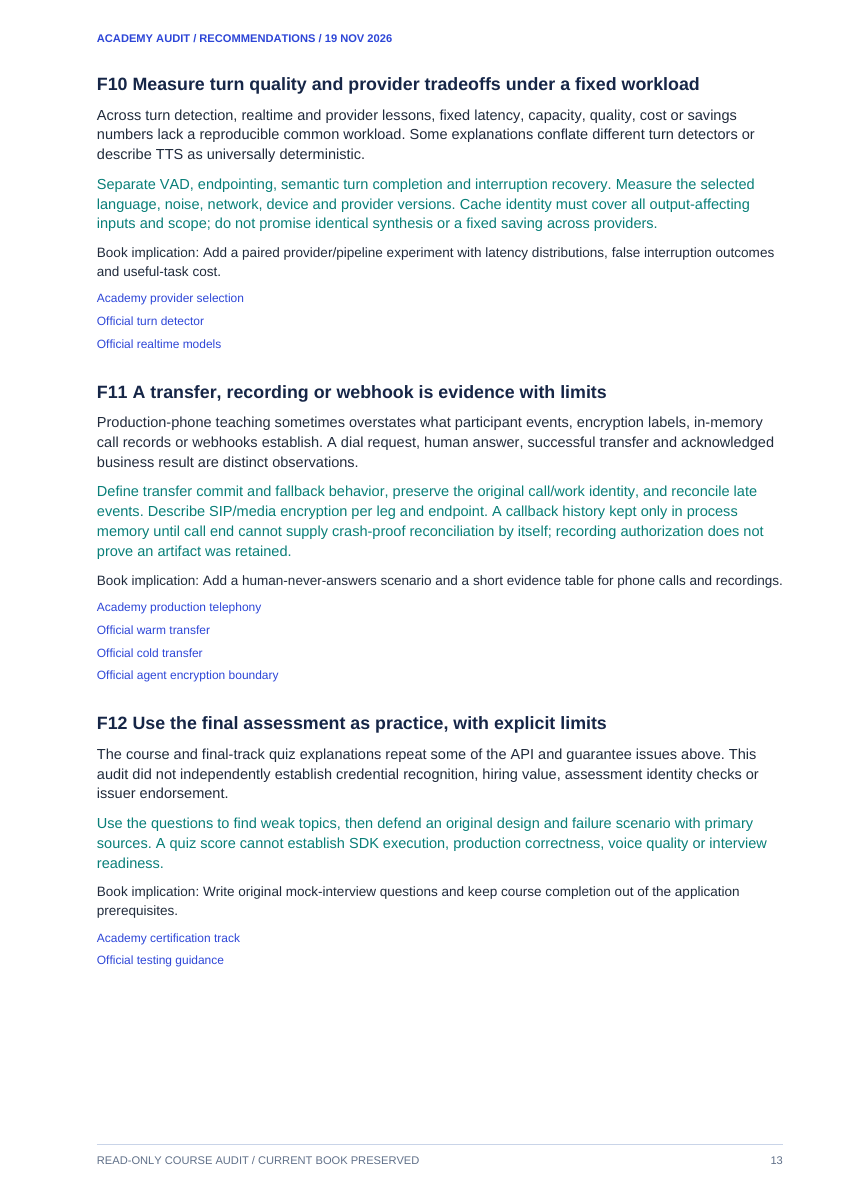 ACADEMY AUDIT / RECOMMENDATIONS / 19 NOV 2026
F10 Measure turn quality and provider tradeoffs under a fixed workload
Across turn detection, realtime and provider lessons, fixed latency, capacity, quality, cost or savings
numbers lack a reproducible common workload. Some explanations conflate different turn detectors or
describe TTS as universally deterministic.
Separate VAD, endpointing, semantic turn completion and interruption recovery. Measure the selected
language, noise, network, device and provider versions. Cache identity must cover all output-affecting
inputs and scope; do not promise identical synthesis or a fixed saving across providers.
Book implication: Add a paired provider/pipeline experiment with latency distributions, false interruption outcomes
and useful-task cost.
Academy provider selection
Official turn detector
Official realtime models
F11 A transfer, recording or webhook is evidence with limits
Production-phone teaching sometimes overstates what participant events, encryption labels, in-memory
call records or webhooks establish. A dial request, human answer, successful transfer and acknowledged
business result are distinct observations.
Define transfer commit and fallback behavior, preserve the original call/work identity, and reconcile late
events. Describe SIP/media encryption per leg and endpoint. A callback history kept only in process
memory until call end cannot supply crash-proof reconciliation by itself; recording authorization does not
prove an artifact was retained.
Book implication: Add a human-never-answers scenario and a short evidence table for phone calls and recordings.
Academy production telephony
Official warm transfer
Official cold transfer
Official agent encryption boundary
F12 Use the final assessment as practice, with explicit limits
The course and final-track quiz explanations repeat some of the API and guarantee issues above. This
audit did not independently establish credential recognition, hiring value, assessment identity checks or
issuer endorsement.
Use the questions to find weak topics, then defend an original design and failure scenario with primary
sources. A quiz score cannot establish SDK execution, production correctness, voice quality or interview
readiness.
Book implication: Write original mock-interview questions and keep course completion out of the application
prerequisites.
Academy certification track
Official testing guidance
READ-ONLY COURSE AUDIT / CURRENT BOOK PRESERVED
13